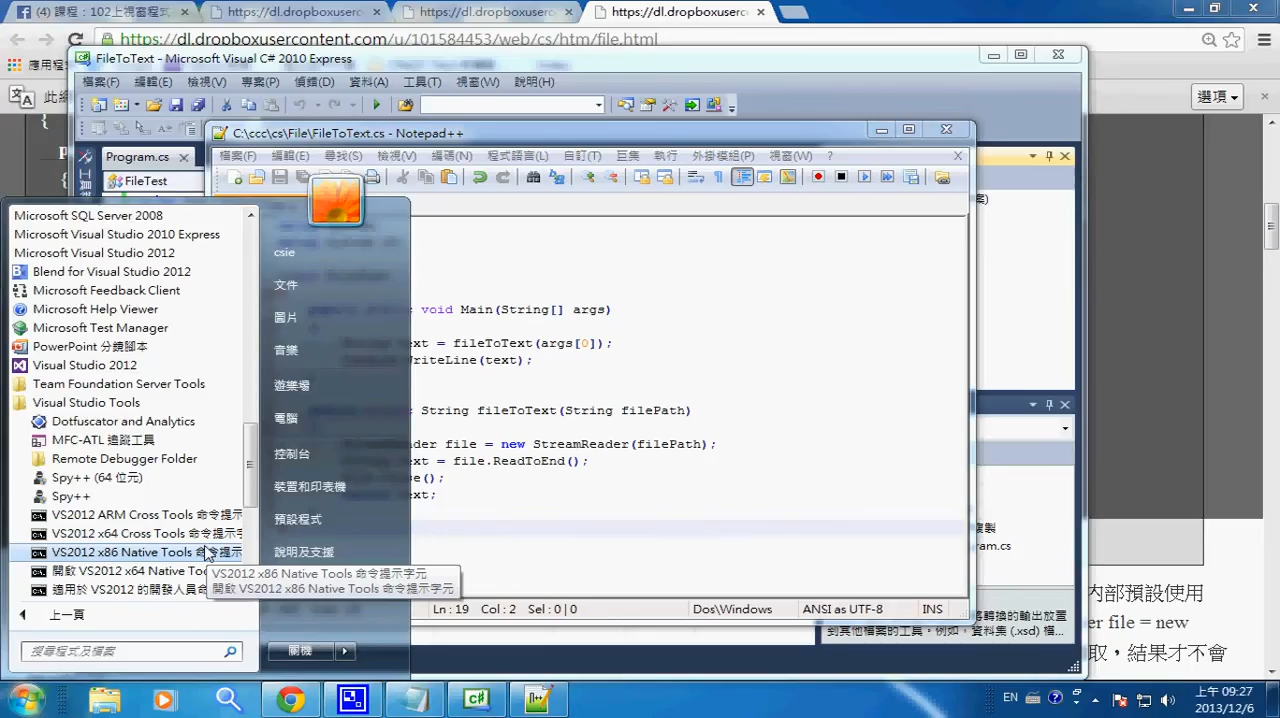 (4) 課程：102上視窗程式
https://dl.dropboxuserc
https://dl.dropboxuserc
https://dl.dropboxuserc
https://dl.dropboxusercontent.com/u/101584453/web/cs/htm/file.html
應用程
選項
FileToText - Microsoft Visual C# 2010 Express
檔案(F) 編輯(E) 檢視(V) 專案(P) 偵錯(D) 資料(A) 工具(T) 視窗(W) 說明(H)
Program.cs
FileTest
C:\ccc\cs\File\FileToText.cs - Notepad++
檔案(F) 編輯(E) 尋找(S) 檢視(V) 編碼(N) 程式語言(L) 自訂(T) 巨集 執行 外掛模組(P) 視窗(W) ?
void Main(String[] args)
ext = fileToText(args[0]);
WriteLine(text);
String fileToText(String filePath)
eader file = new StreamReader(filePath);
text = file.ReadToEnd();
se();
ext;
Ln : 19 Col : 2 Sel : 0 | 0
Dos\Windows
ANSI as UTF-8
INS
Microsoft SQL Server 2008
Microsoft Visual Studio 2010 Express
Microsoft Visual Studio 2012
Blend for Visual Studio 2012
Microsoft Feedback Client
Microsoft Help Viewer
Microsoft Test Manager
PowerPoint 分鏡腳本
Visual Studio 2012
Team Foundation Server Tools
Visual Studio Tools
Dotfuscator and Analytics
MFC-ATL 追蹤工具
Remote Debugger Folder
Spy++ (64 位元)
Spy++
VS2012 ARM Cross Tools 命令提示
VS2012 x64 Cross Tools 命令提示字
VS2012 x86 Native Tools 命令提示
開啟 VS2012 x64 Native Too
適用於 VS2012 的開發人員命
上一頁
搜尋程式及檔案
csie
文件
圖片
音樂
遊樂場
電腦
控制台
裝置和印表機
預設程式
說明及支援
關機
VS2012 x86 Native Tools 命令提示字元
開啟 VS2012 x86 Native Tools 命令提示字元
am.cs
將轉換的輸出放置
到其他檔案的工具。例如，資料集 (.xsd) 檔...
內部預設使用
er file = new
取，結果才不會
EN
上午 09:27
2013/12/6